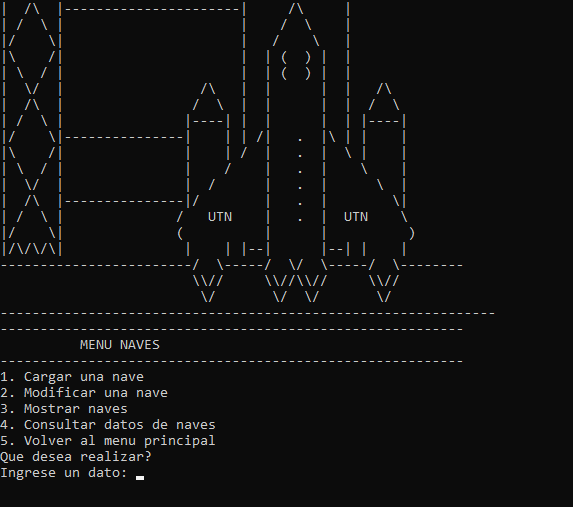 UTN UTN
MENU NAVES
1. Cargar una nave
2. Modificar una nave
3. Mostrar naves
4. Consultar datos de naves
5. Volver al menu principal
Que desea realizar?
Ingrese un dato: